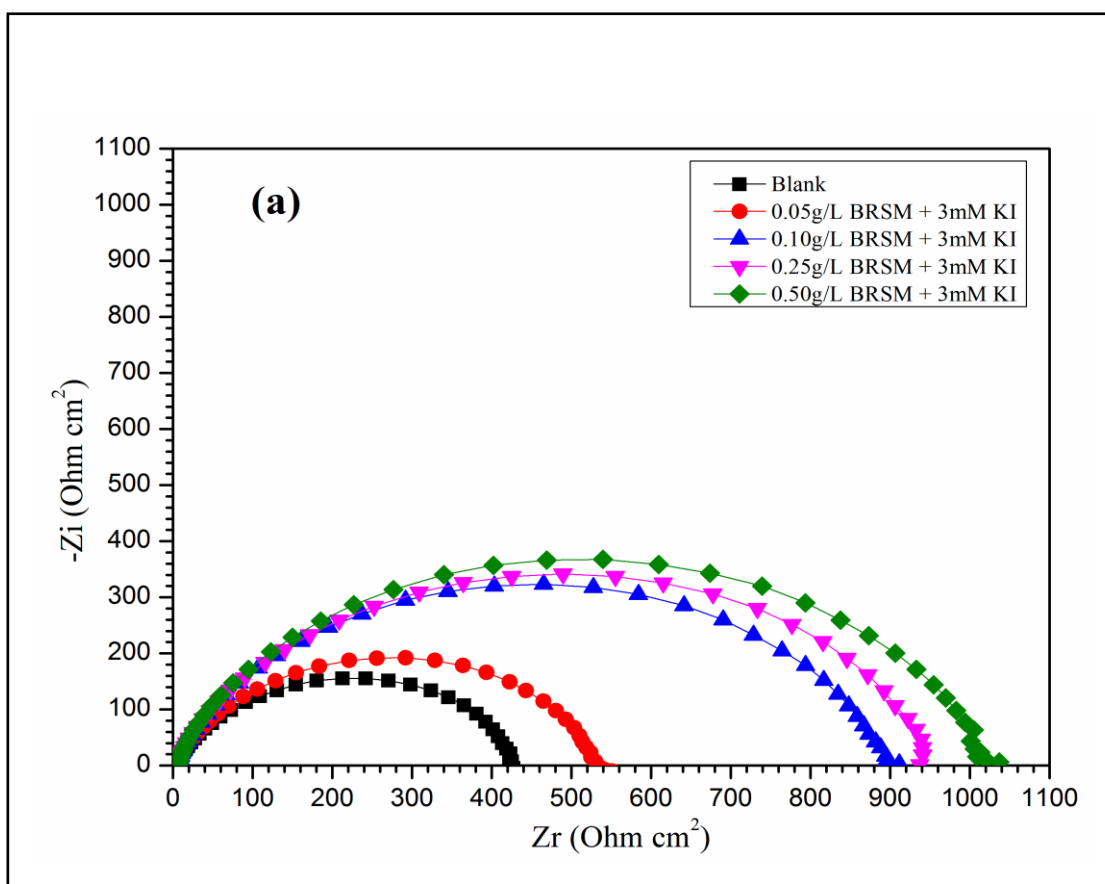 (a)
Blank
0.05g/L BRSM + 3mM KI
0.10g/L BRSM + 3mM KI
0.25g/L BRSM + 3mM KI
0.50g/L BRSM + 3mM KI
1100
1000
900
800
700
600
500
400
300
200
100
0
-Zi (Ohm cm²)
0 100 200 300 400 500 600 700 800 900 1000 1100
Zr (Ohm cm²)